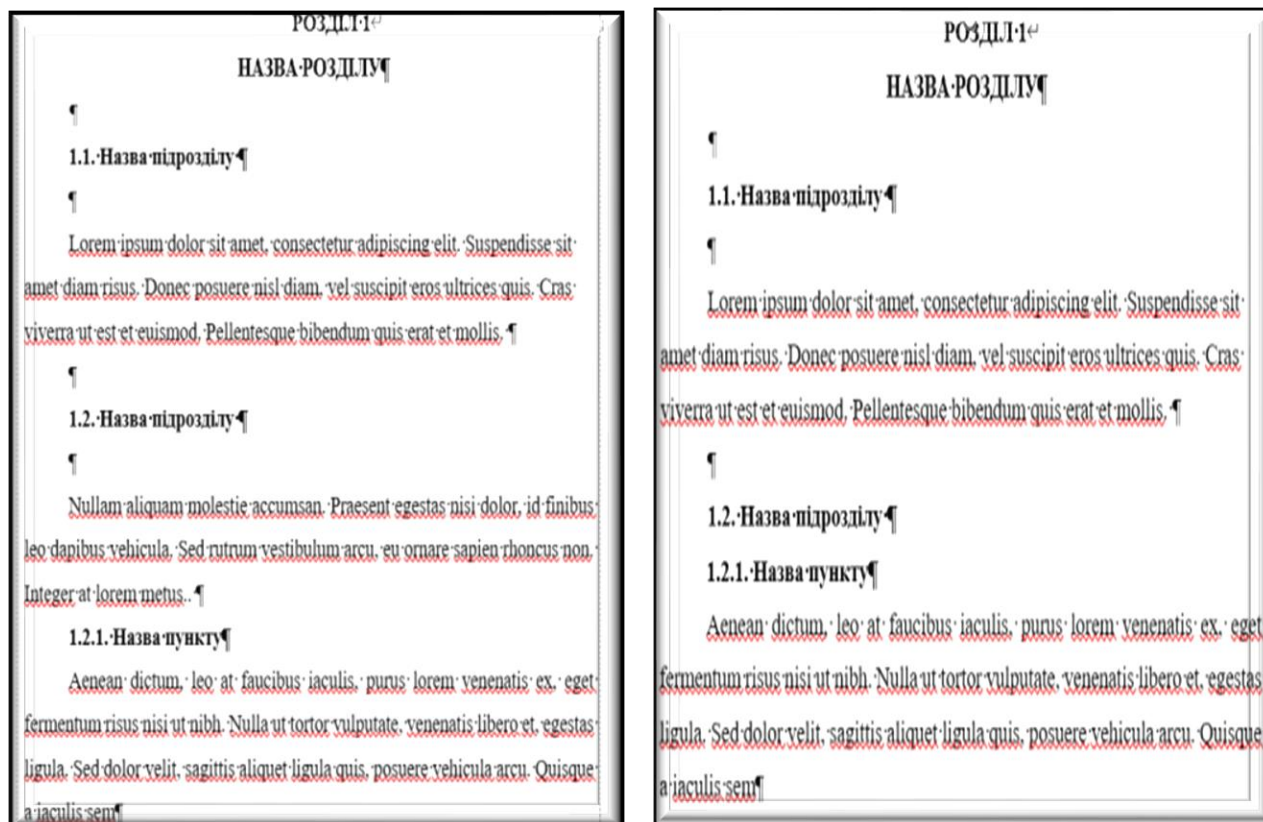 РОЗДІЛ·1↵
НАЗВА·РОЗДІЛУ¶
¶
1.1.·Назва·підрозділу·¶
¶
Lorem·ipsum·dolor·sit·amet,·consectetur·adipiscing·elit.·Suspendisse·sit·
amet·diam·risus.·Donec·posuere·nisl·diam,·vel·suscipit·eros·ultrices·quis.·Cras·
viverra·ut·est·et·euismod.·Pellentesque·bibendum·quis·erat·et·mollis.·¶
¶
1.2.·Назва·підрозділу·¶
¶
Nullam·aliquam·molestie·accumsan.·Praesent·egestas·nisi·dolor,·id·finibus·
leo·dapibus·vehicula.·Sed·rutrum·vestibulum·arcu,·eu·ornare·sapien·rhoncus·non.·
Integer·at·lorem·metus..·¶
1.2.1.·Назва·пункту¶
Aenean·dictum,·leo·at·faucibus·iaculis,·purus·lorem·venenatis·ex,·eget·
fermentum·risus·nisi·ut·nibh.·Nulla·ut·tortor·vulputate,·venenatis·libero·et,·egestas·
ligula.·Sed·dolor·velit,·sagittis·aliquet·ligula·quis,·posuere·vehicula·arcu.·Quisque·
a·iaculis·sem¶
РОЗДІЛ·1↵
НАЗВА·РОЗДІЛУ¶
¶
1.1.·Назва·підрозділу·¶
¶
Lorem·ipsum·dolor·sit·amet,·consectetur·adipiscing·elit.·Suspendisse·sit·
amet·diam·risus.·Donec·posuere·nisl·diam,·vel·suscipit·eros·ultrices·quis.·Cras·
viverra·ut·est·et·euismod.·Pellentesque·bibendum·quis·erat·et·mollis.·¶
¶
1.2.·Назва·підрозділу·¶
1.2.1.·Назва·пункту¶
Aenean·dictum,·leo·at·faucibus·iaculis,·purus·lorem·venenatis·ex,·eget
fermentum·risus·nisi·ut·nibh.·Nulla·ut·tortor·vulputate,·venenatis·libero·et,·egestas
ligula.·Sed·dolor·velit,·sagittis·aliquet·ligula·quis,·posuere·vehicula·arcu.·Quisque
a·iaculis·sem¶